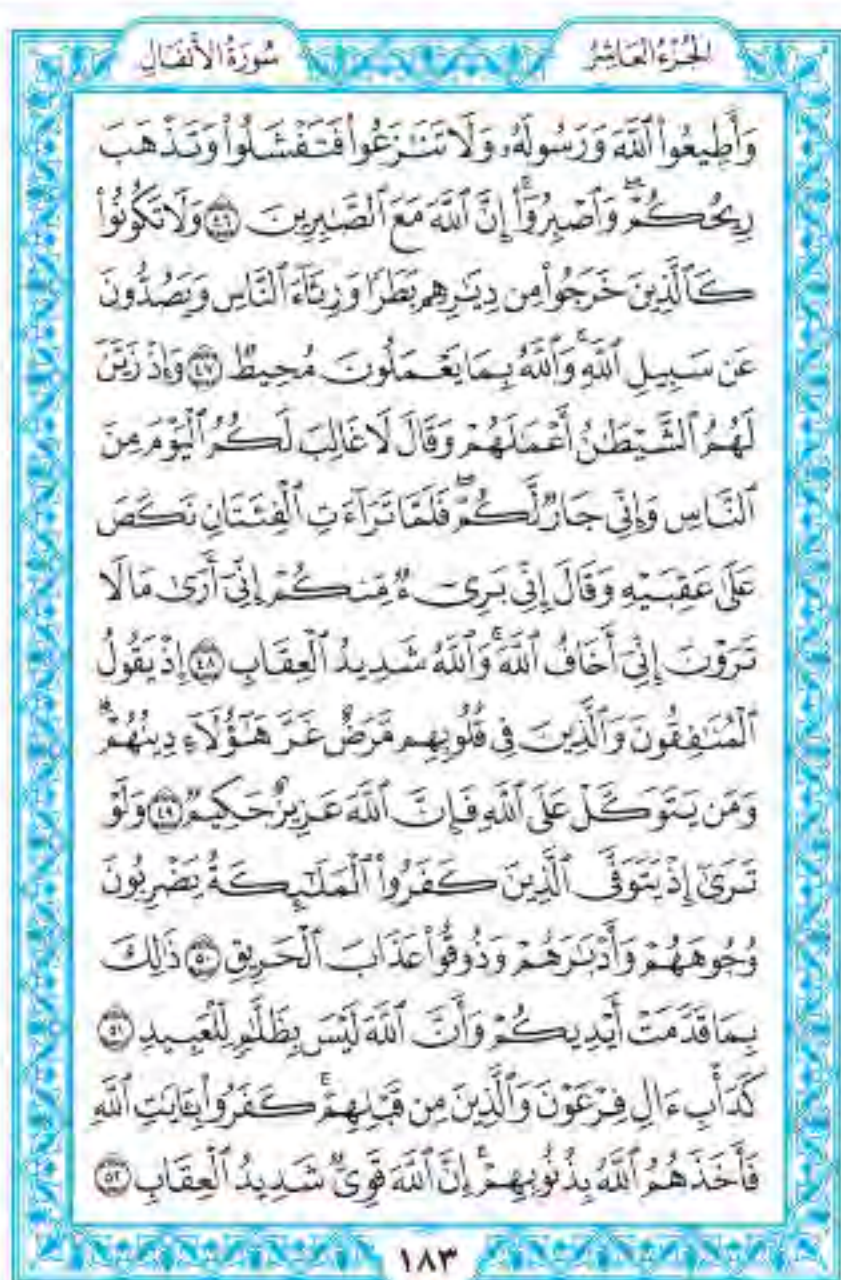 الجُزْءُ العَاشِرُ
سُورَةُ الأَنفَالِ
وَأَطِيعُوا۟ ٱللَّهَ وَرَسُولَهُۥ وَلَا تَنَٰزَعُوا۟ فَتَفْشَلُوا۟ وَتَذْهَبَ
رِيحُكُمْ ۖ وَٱصْبِرُوٓا۟ ۚ إِنَّ ٱللَّهَ مَعَ ٱلصَّٰبِرِينَ ٤٦ وَلَا تَكُونُوا۟
كَٱلَّذِينَ خَرَجُوا۟ مِن دِيَٰرِهِم بَطَرًا وَرِئَآءَ ٱلنَّاسِ وَيَصُدُّونَ
عَن سَبِيلِ ٱللَّهِ ۚ وَٱللَّهُ بِمَا يَعْمَلُونَ مُحِيطٌ ٤٧ وَإِذْ زَيَّنَ
لَهُمُ ٱلشَّيْطَٰنُ أَعْمَٰلَهُمْ وَقَالَ لَا غَالِبَ لَكُمُ ٱلْيَوْمَ مِنَ
ٱلنَّاسِ وَإِنِّى جَارٌ لَّكُمْ ۖ فَلَمَّا تَرَآءَتِ ٱلْفِئَتَانِ نَكَصَ
عَلَىٰ عَقِبَيْهِ وَقَالَ إِنِّى بَرِىٓءٌ مِّنكُمْ إِنِّىٓ أَرَىٰ مَا لَا
تَرَوْنَ إِنِّىٓ أَخَافُ ٱللَّهَ ۚ وَٱللَّهُ شَدِيدُ ٱلْعِقَابِ ٤٨ إِذْ يَقُولُ
ٱلْمُنَٰفِقُونَ وَٱلَّذِينَ فِى قُلُوبِهِم مَّرَضٌ غَرَّ هَٰٓؤُلَآءِ دِينُهُمْ ۗ
وَمَن يَتَوَكَّلْ عَلَى ٱللَّهِ فَإِنَّ ٱللَّهَ عَزِيزٌ حَكِيمٌ ٤٩ وَلَوْ
تَرَىٰٓ إِذْ يَتَوَفَّى ٱلَّذِينَ كَفَرُوا۟ ٱلْمَلَٰٓئِكَةُ يَضْرِبُونَ
وُجُوهَهُمْ وَأَدْبَٰرَهُمْ وَذُوقُوا۟ عَذَابَ ٱلْحَرِيقِ ٥٠ ذَٰلِكَ
بِمَا قَدَّمَتْ أَيْدِيكُمْ وَأَنَّ ٱللَّهَ لَيْسَ بِظَلَّٰمٍ لِّلْعَبِيدِ ٥١
كَدَأْبِ ءَالِ فِرْعَوْنَ وَٱلَّذِينَ مِن قَبْلِهِمْ ۚ كَفَرُوا۟ بِـَٔايَٰتِ ٱللَّهِ
فَأَخَذَهُمُ ٱللَّهُ بِذُنُوبِهِمْ ۗ إِنَّ ٱللَّهَ قَوِىٌّ شَدِيدُ ٱلْعِقَابِ ٥٢
١٨٣